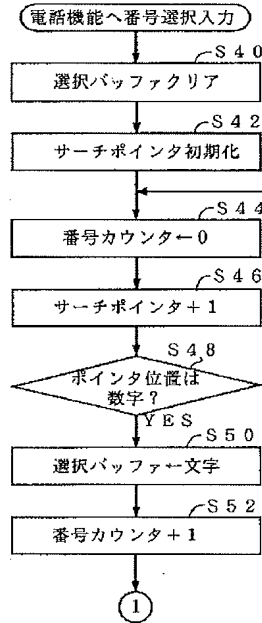 電話機能へ番号選択入力
S40
選択バッファクリア
S42
サーチポインタ初期化
S44
番号カウンタ←0
S46
サーチポインタ+1
S48
ポインタ位置は
数字?
YES
S50
選択バッファ←文字
S52
番号カウンタ+1
1